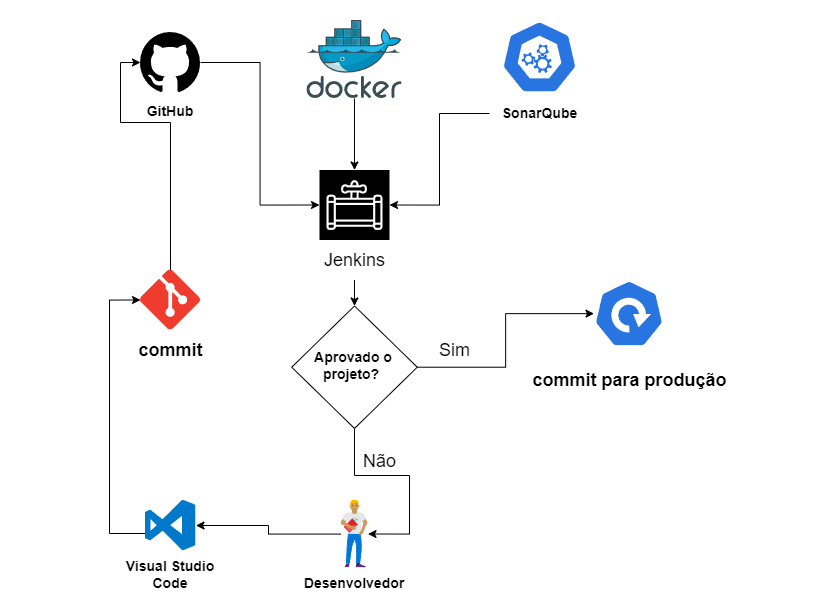 docker
GitHub
SonarQube
Jenkins
commit
Aprovado o
projeto?
Sim
commit para produção
Não
Visual Studio
Code
Desenvolvedor